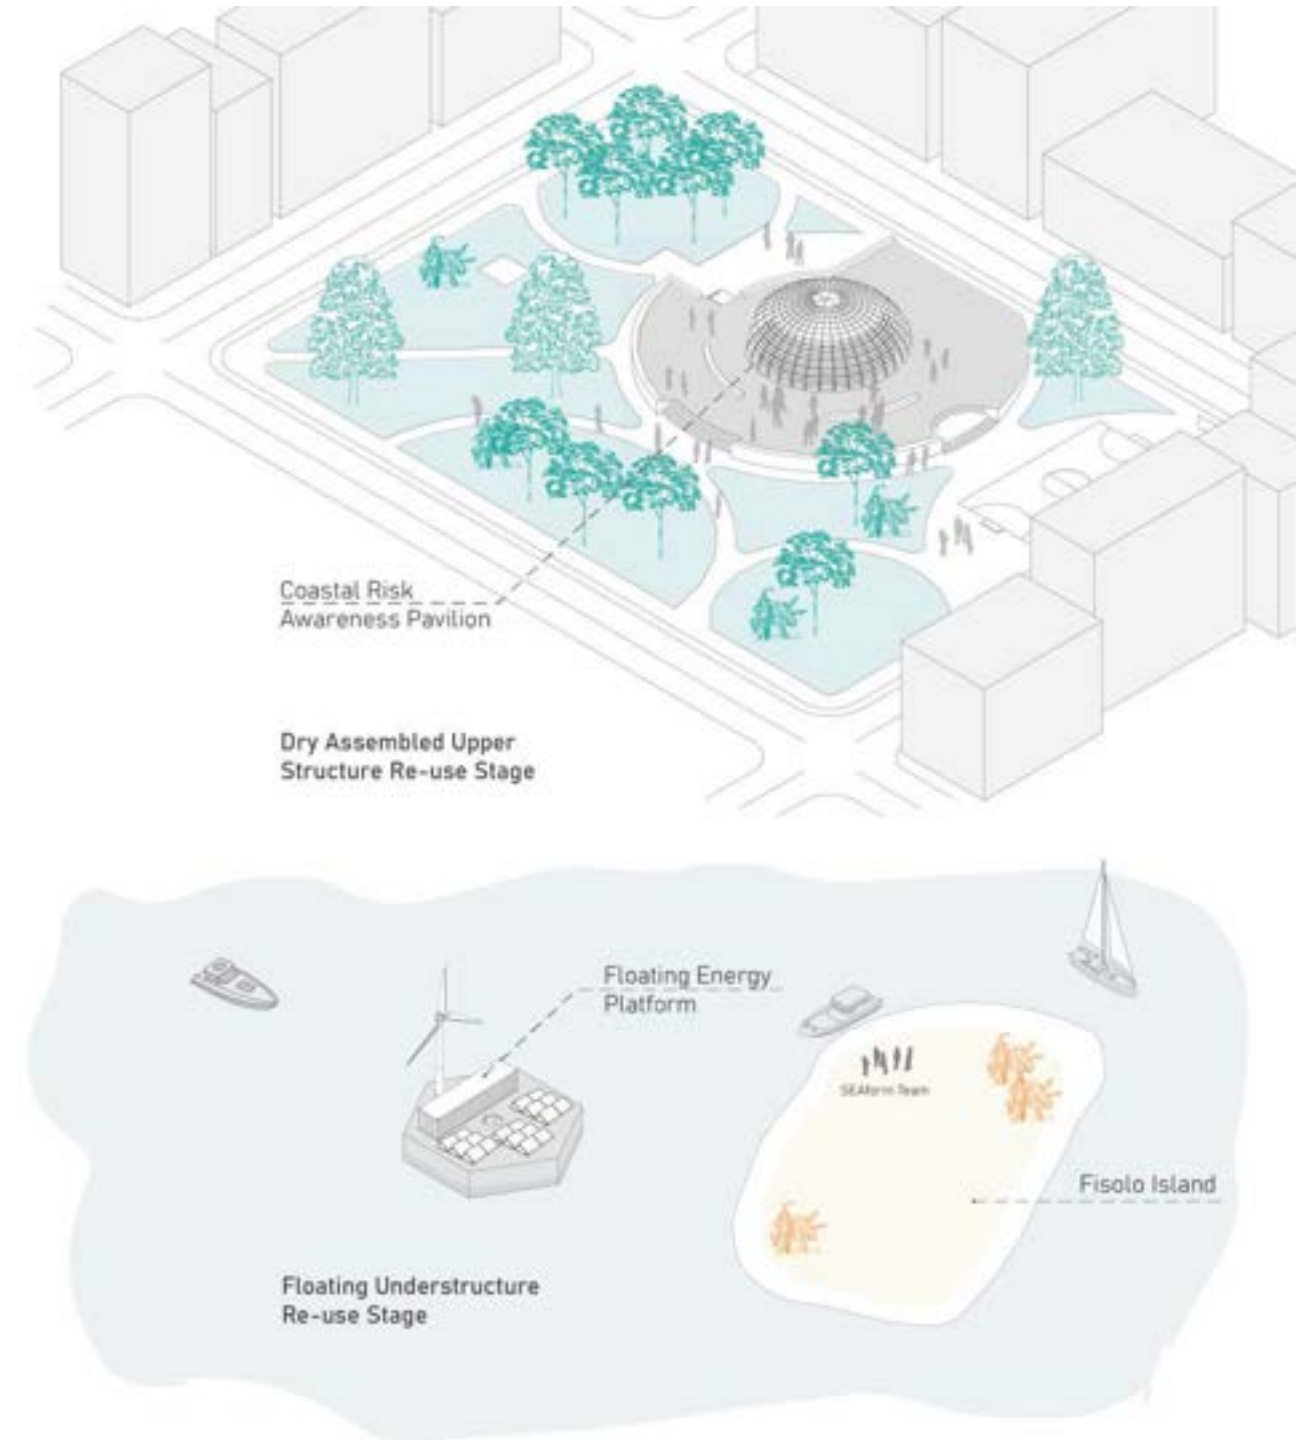 Coastal Risk
Awareness Pavilion
Dry Assembled Upper
Structure Re-use Stage
Floating Energy
Platform
SEAform Team
Fisolo Island
Floating Understructure
Re-use Stage